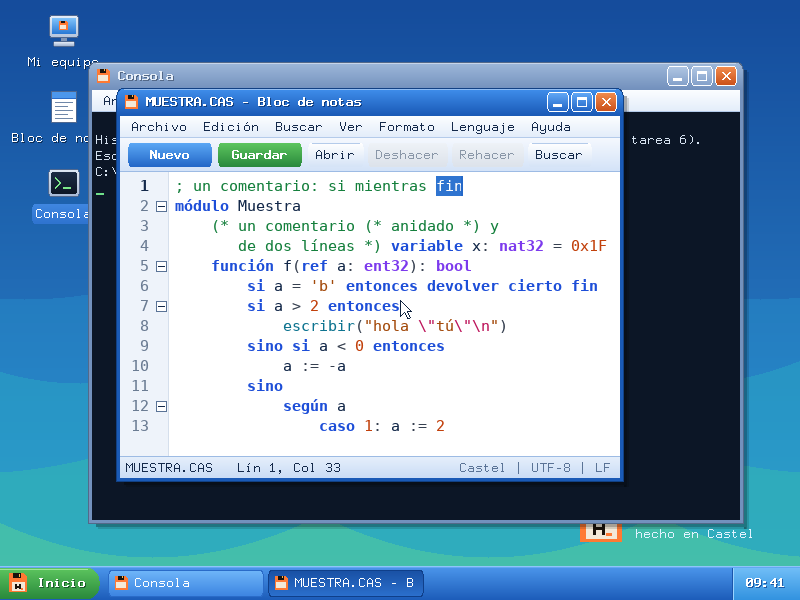 Mi equipo
Bloc de no
Consola
Consola
Ar
His
tarea 6).
Esc
C:\
MUESTRA.CAS - Bloc de notas
Archivo Edición Buscar Ver Formato Lenguaje Ayuda
Nuevo Guardar Abrir Deshacer Rehacer Buscar
1 ; un comentario: si mientras fin
2 módulo Muestra
3 (* un comentario (* anidado *) y
4 de dos líneas *) variable x: nat32 = 0x1F
5 función f(ref a: ent32): bool
6 si a = 'b' entonces devolver cierto fin
7 si a > 2 entonces
8 escribir("hola \"tú\"\n")
9 sino si a < 0 entonces
10 a := -a
11 sino
12 según a
13 caso 1: a := 2
MUESTRA.CAS Lín 1, Col 33 Castel | UTF-8 | LF
H_
hecho en Castel
Inicio Consola MUESTRA.CAS - B 09:41